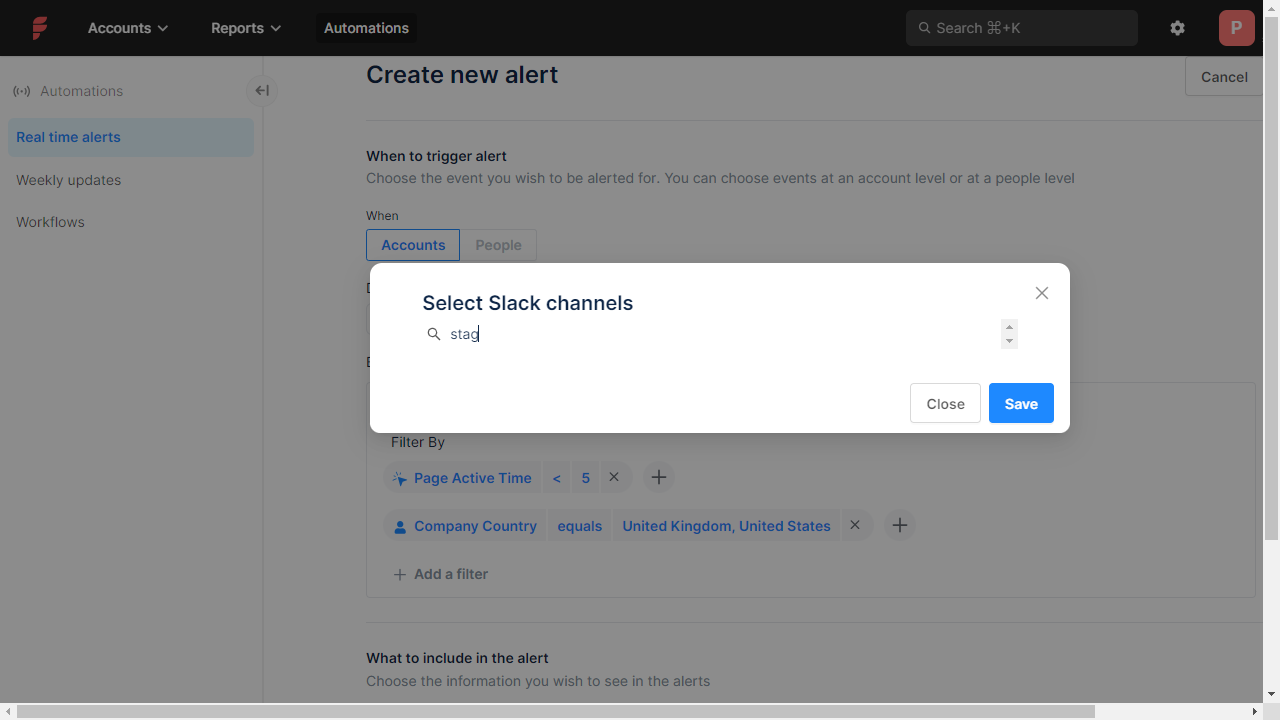 Accounts
Reports
Automations
Search ⌘+K
P
Automations
Real time alerts
Weekly updates
Workflows
Create new alert
Cancel
When to trigger alert
Choose the event you wish to be alerted for. You can choose events at an account level or at a people level
When
Accounts
People
Select Slack channels
stag
Close
Save
Filter By
Page Active Time < 5
Company Country equals United Kingdom, United States
Add a filter
What to include in the alert
Choose the information you wish to see in the alerts